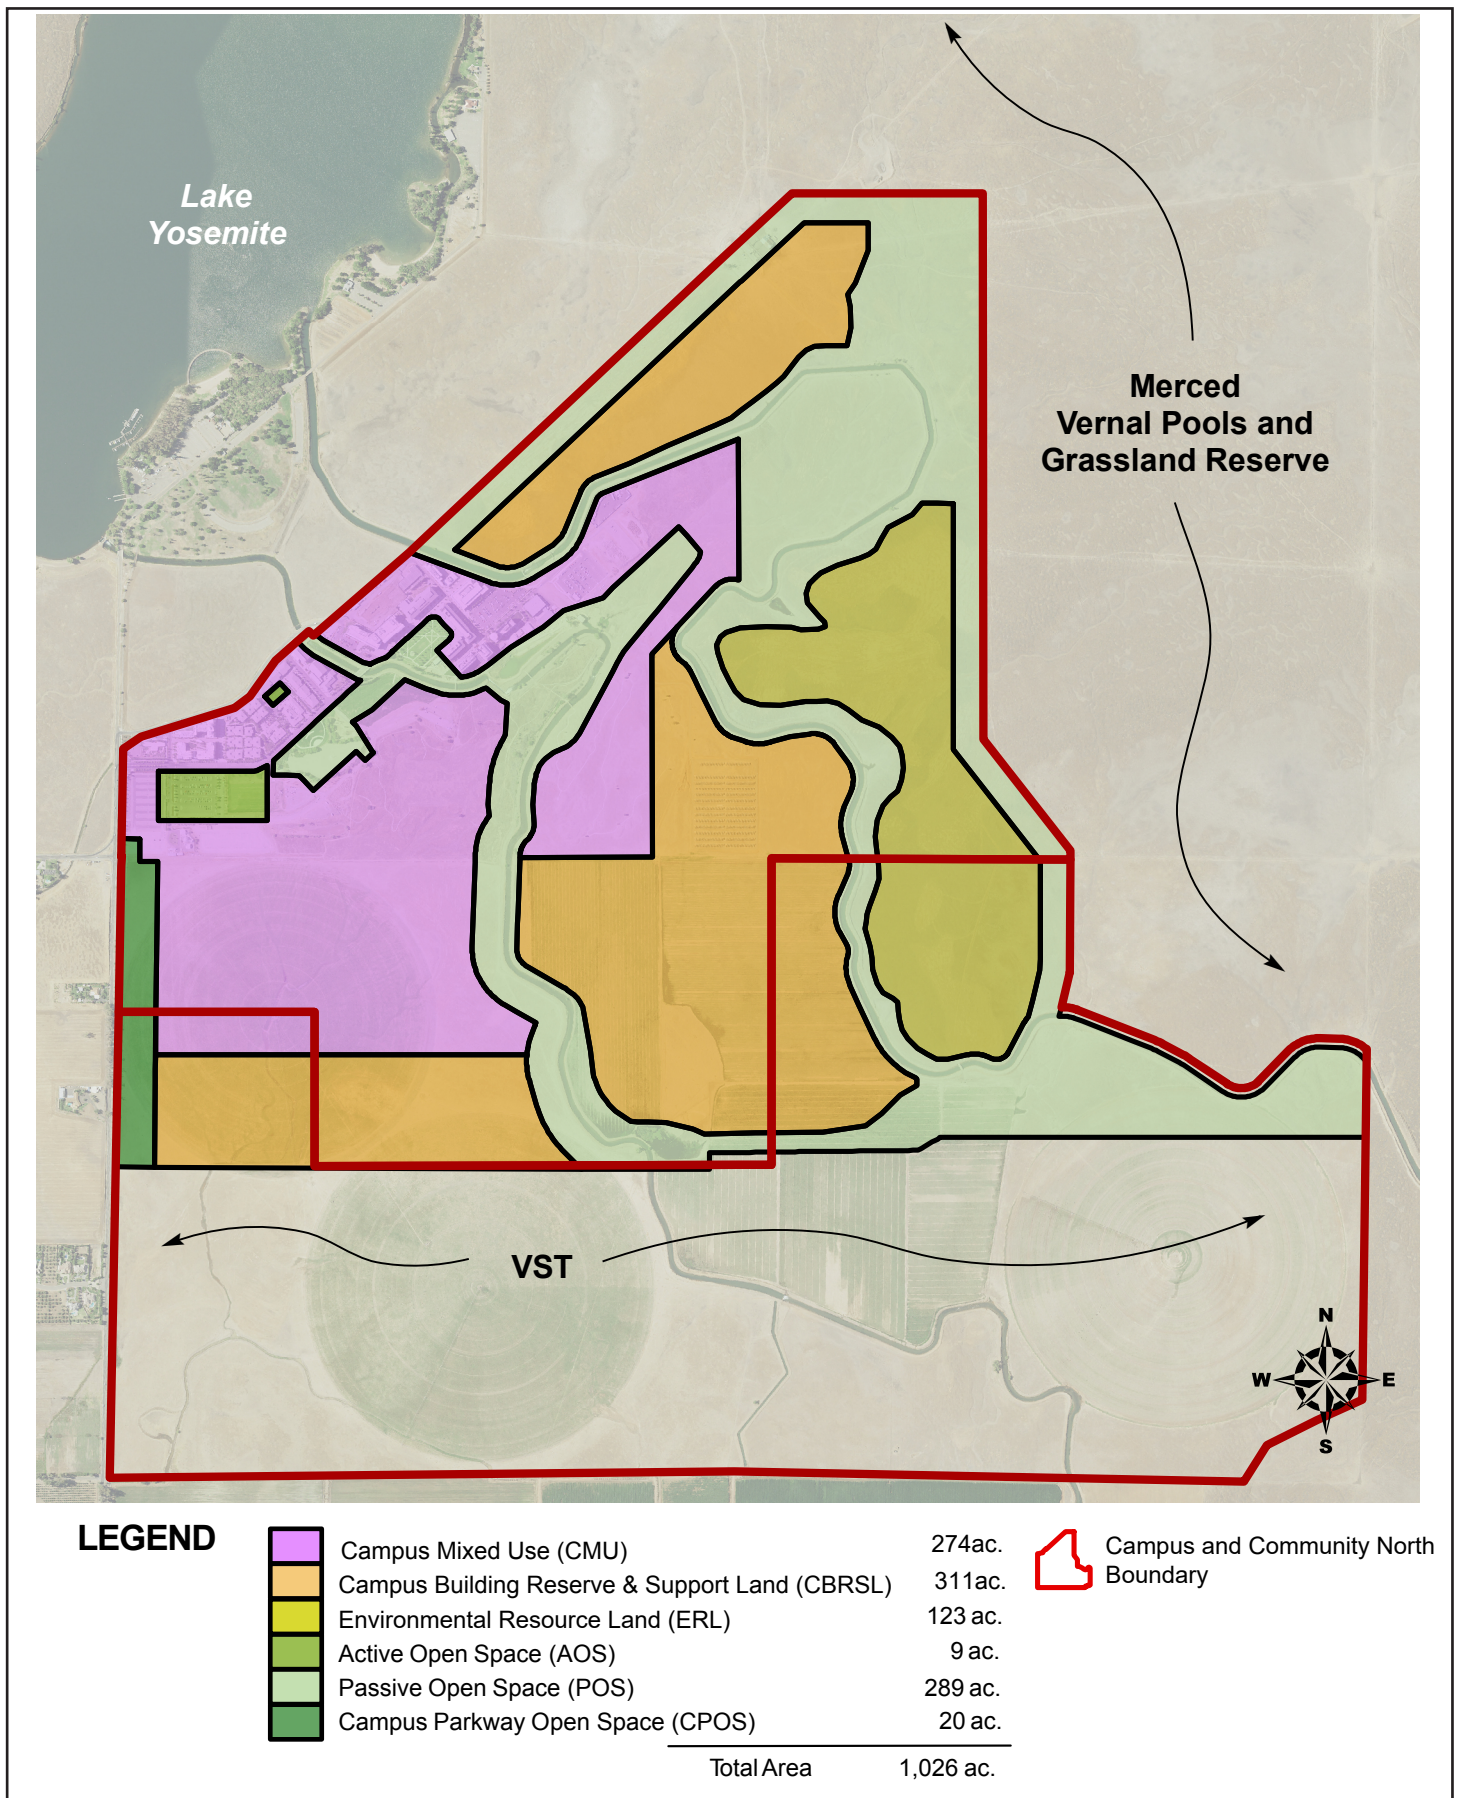 Lake
Yosemite
Merced
Vernal Pools and
Grassland Reserve
VST
N
W E
S
LEGEND
Campus Mixed Use (CMU) 274ac.
Campus Building Reserve & Support Land (CBRSL) 311ac.
Environmental Resource Land (ERL) 123 ac.
Active Open Space (AOS) 9 ac.
Passive Open Space (POS) 289 ac.
Campus Parkway Open Space (CPOS) 20 ac.
Total Area 1,026 ac.
Campus and Community North
Boundary